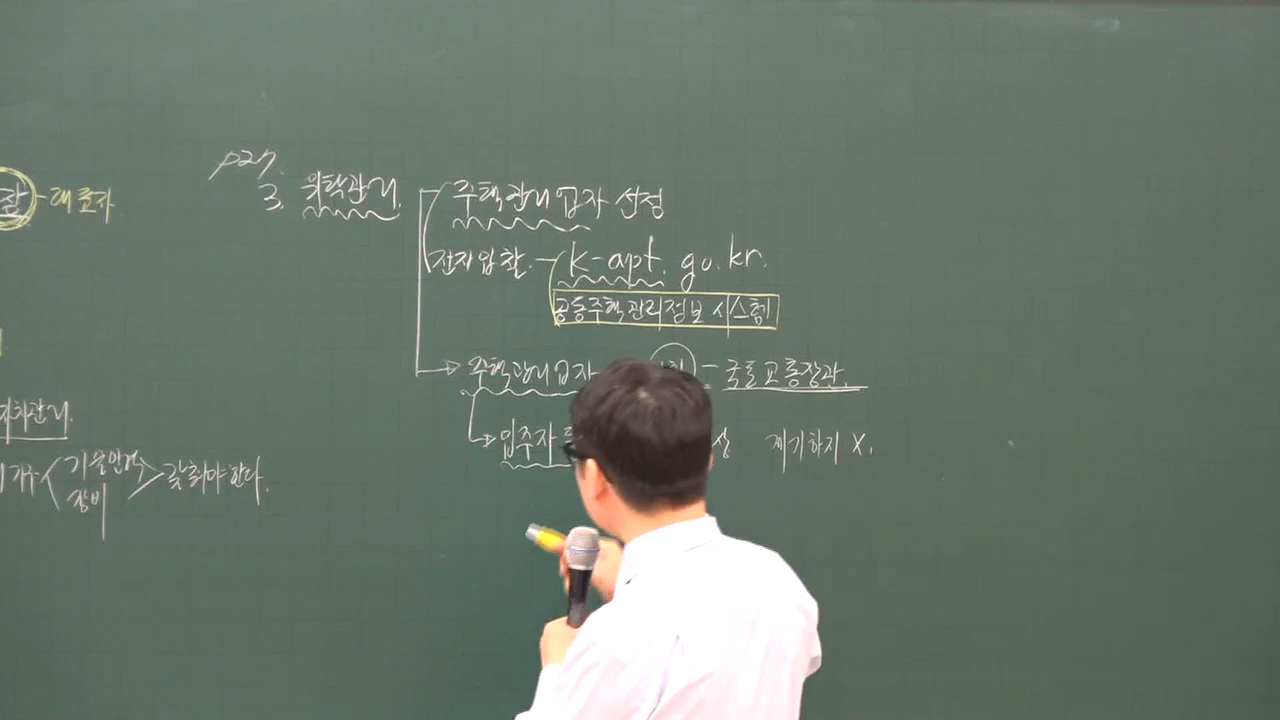 p27.
3. 위탁관리.
주택관리업자 선정
전자입찰. - k-apt.go.kr.
공동주택관리정보시스템
주택관리업자
- 국토교통장관.
입주자
제기하지 X.
- 대표자
자치관리.
기술인력
장비
갖춰야한다.